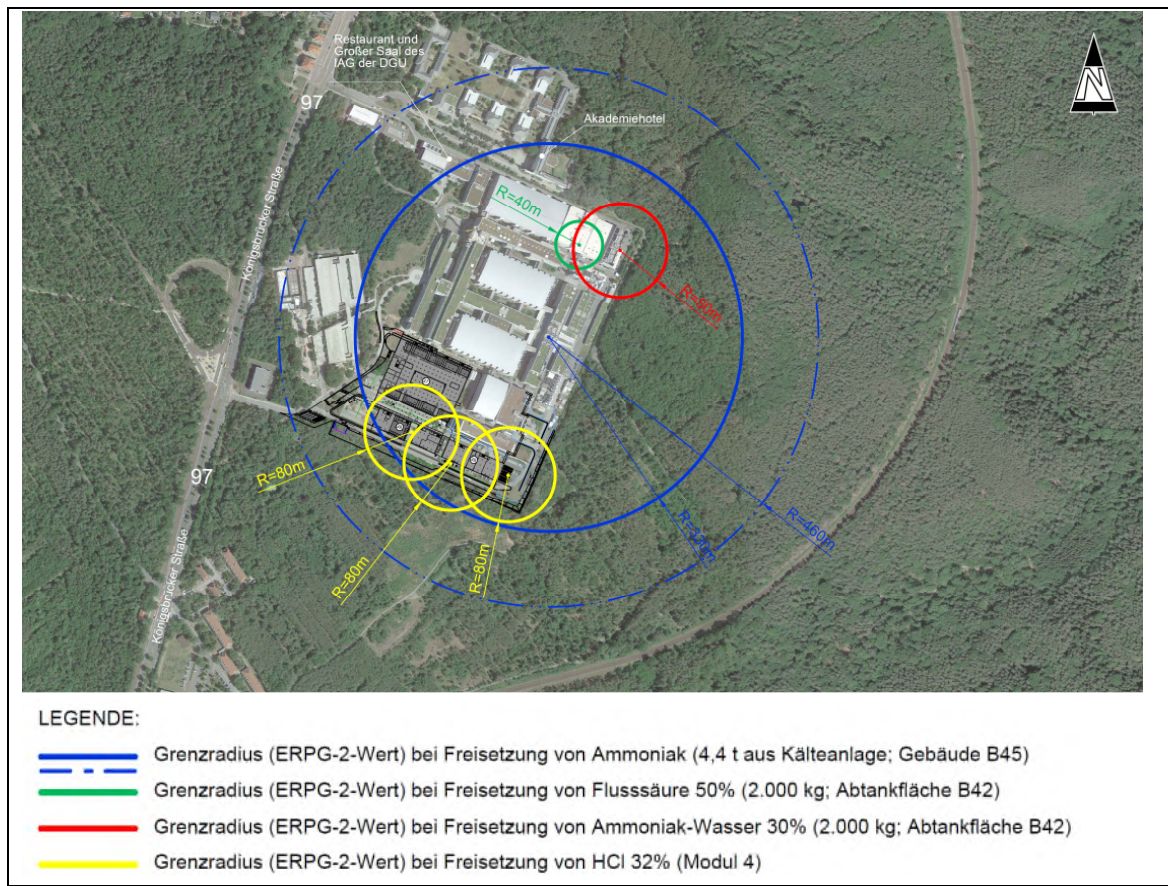 Restaurant und
Großer Saal des
IAG der DGU
97
Akademiehotel
N
Königsbrücker Straße
R=40m
R=80m
R=80m
R=80m
R=80m
R=330m
R=460m
97
Königsbrücker Straße
LEGENDE:
Grenzradius (ERPG-2-Wert) bei Freisetzung von Ammoniak (4,4 t aus Kälteanlage; Gebäude B45)
Grenzradius (ERPG-2-Wert) bei Freisetzung von Flusssäure 50% (2.000 kg; Abtankfläche B42)
Grenzradius (ERPG-2-Wert) bei Freisetzung von Ammoniak-Wasser 30% (2.000 kg; Abtankfläche B42)
Grenzradius (ERPG-2-Wert) bei Freisetzung von HCl 32% (Modul 4)